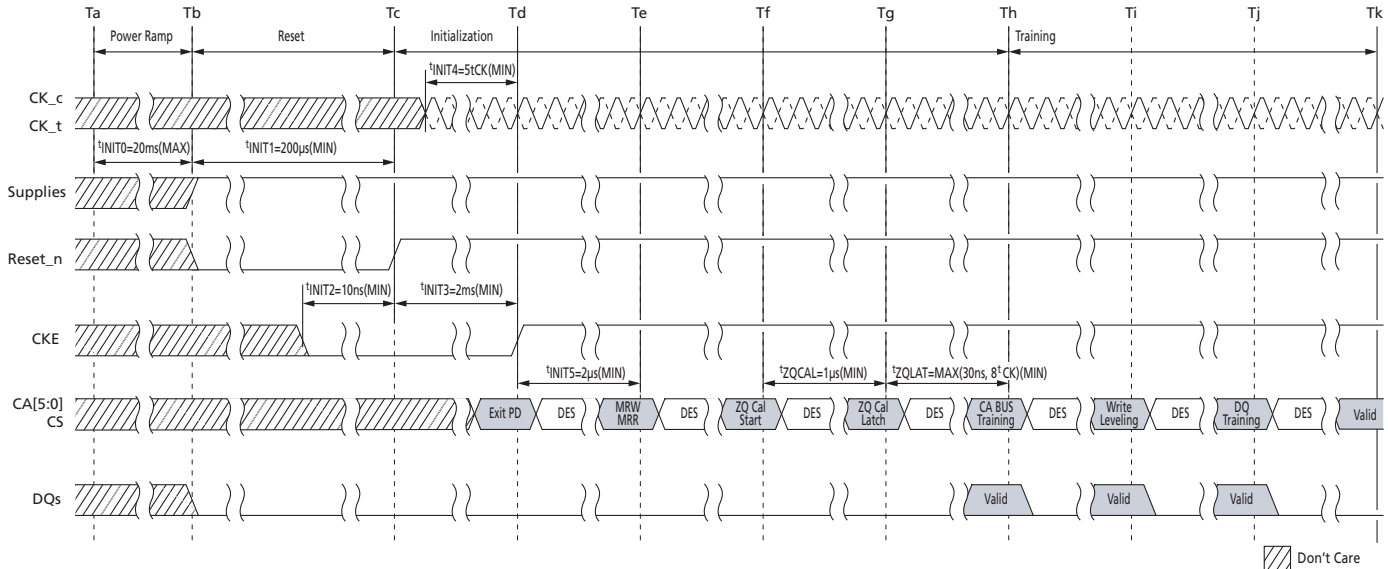 Ta Tb Tc Td Te Tf Tg Th Ti Tj Tk
Power Ramp Reset Initialization Training
tINIT4=5tCK(MIN)
CK_c
CK_t
tINIT0=20ms(MAX) tINIT1=200µs(MIN)
Supplies
Reset_n
tINIT2=10ns(MIN) tINIT3=2ms(MIN)
CKE
tINIT5=2µs(MIN) tZQCAL=1µs(MIN) tZQLAT=MAX(30ns, 8tCK)(MIN)
CA[5:0]
CS
Exit PD DES MRW MRR DES ZQ Cal Start DES ZQ Cal Latch DES CA BUS Training DES Write Leveling DES DQ Training DES Valid
DQs Valid Valid Valid
Don't Care